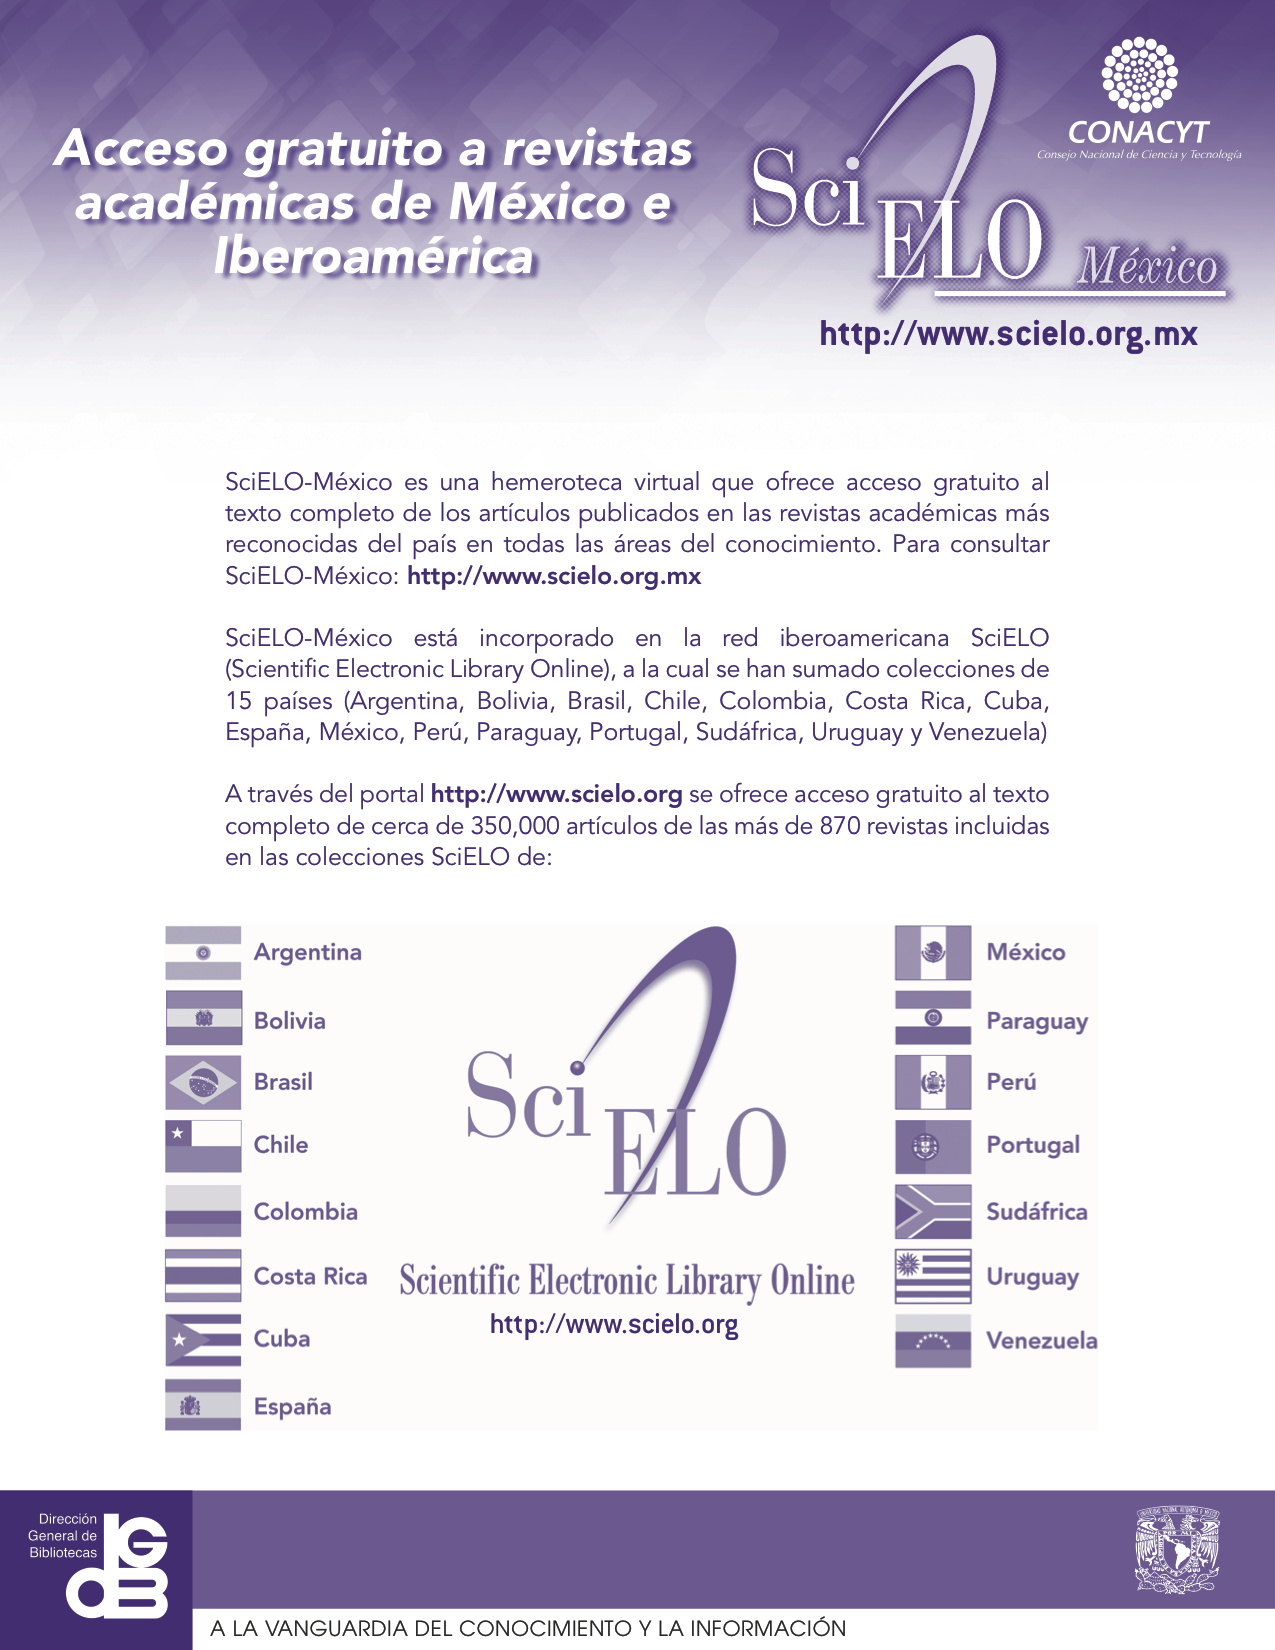 Acceso gratuito a revistas
académicas de México e
Iberoamérica
SciELO México
http://www.scielo.org.mx
CONACYT
Consejo Nacional de Ciencia y Tecnología
SciELO-México es una hemeroteca virtual que ofrece acceso gratuito al
texto completo de los artículos publicados en las revistas académicas más
reconocidas del país en todas las áreas del conocimiento. Para consultar
SciELO-México: http://www.scielo.org.mx
SciELO-México está incorporado en la red iberoamericana SciELO
(Scientific Electronic Library Online), a la cual se han sumado colecciones de
15 países (Argentina, Bolivia, Brasil, Chile, Colombia, Costa Rica, Cuba,
España, México, Perú, Paraguay, Portugal, Sudáfrica, Uruguay y Venezuela)
A través del portal http://www.scielo.org se ofrece acceso gratuito al texto
completo de cerca de 350,000 artículos de las más de 870 revistas incluidas
en las colecciones SciELO de:
Argentina
Bolivia
Brasil
Chile
Colombia
Costa Rica
Cuba
España
SciELO
Scientific Electronic Library Online
http://www.scielo.org
México
Paraguay
Perú
Portugal
Sudáfrica
Uruguay
Venezuela
Dirección
General de
Bibliotecas
DGB
A LA VANGUARDIA DEL CONOCIMIENTO Y LA INFORMACIÓN